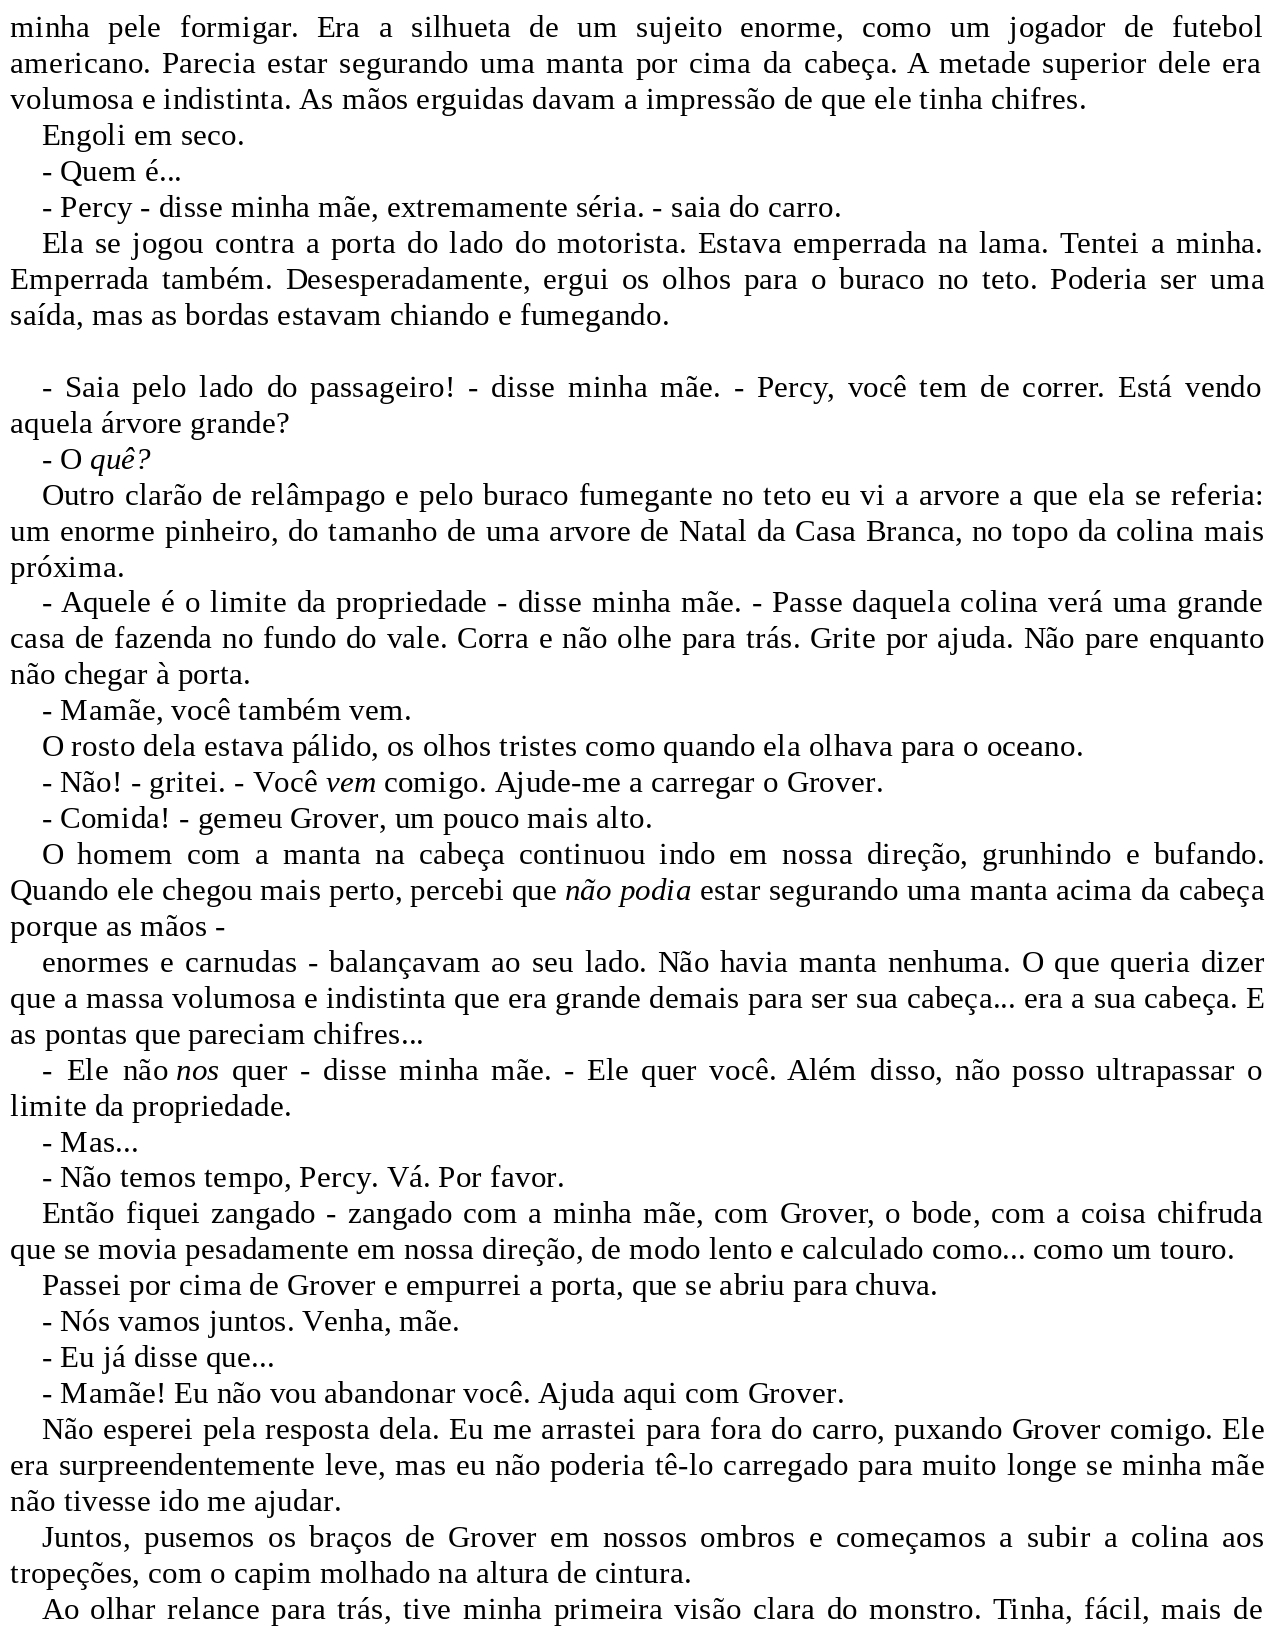 minha pele formigar. Era a silhueta de um sujeito enorme, como um jogador de futebol
americano. Parecia estar segurando uma manta por cima da cabeça. A metade superior dele era
volumosa e indistinta. As mãos erguidas davam a impressão de que ele tinha chifres.
Engoli em seco.
- Quem é...
- Percy - disse minha mãe, extremamente séria. - saia do carro.
Ela se jogou contra a porta do lado do motorista. Estava emperrada na lama. Tentei a minha.
Emperrada também. Desesperadamente, ergui os olhos para o buraco no teto. Poderia ser uma
saída, mas as bordas estavam chiando e fumegando.
- Saia pelo lado do passageiro! - disse minha mãe. - Percy, você tem de correr. Está vendo
aquela árvore grande?
- O quê?
Outro clarão de relâmpago e pelo buraco fumegante no teto eu vi a arvore a que ela se referia:
um enorme pinheiro, do tamanho de uma arvore de Natal da Casa Branca, no topo da colina mais
próxima.
- Aquele é o limite da propriedade - disse minha mãe. - Passe daquela colina verá uma grande
casa de fazenda no fundo do vale. Corra e não olhe para trás. Grite por ajuda. Não pare enquanto
não chegar à porta.
- Mamãe, você também vem.
O rosto dela estava pálido, os olhos tristes como quando ela olhava para o oceano.
- Não! - gritei. - Você vem comigo. Ajude-me a carregar o Grover.
- Comida! - gemeu Grover, um pouco mais alto.
O homem com a manta na cabeça continuou indo em nossa direção, grunhindo e bufando.
Quando ele chegou mais perto, percebi que não podia estar segurando uma manta acima da cabeça
porque as mãos -
enormes e carnudas - balançavam ao seu lado. Não havia manta nenhuma. O que queria dizer
que a massa volumosa e indistinta que era grande demais para ser sua cabeça... era a sua cabeça. E
as pontas que pareciam chifres...
- Ele não nos quer - disse minha mãe. - Ele quer você. Além disso, não posso ultrapassar o
limite da propriedade.
- Mas...
- Não temos tempo, Percy. Vá. Por favor.
Então fiquei zangado - zangado com a minha mãe, com Grover, o bode, com a coisa chifruda
que se movia pesadamente em nossa direção, de modo lento e calculado como... como um touro.
Passei por cima de Grover e empurrei a porta, que se abriu para chuva.
- Nós vamos juntos. Venha, mãe.
- Eu já disse que...
- Mamãe! Eu não vou abandonar você. Ajuda aqui com Grover.
Não esperei pela resposta dela. Eu me arrastei para fora do carro, puxando Grover comigo. Ele
era surpreendentemente leve, mas eu não poderia tê-lo carregado para muito longe se minha mãe
não tivesse ido me ajudar.
Juntos, pusemos os braços de Grover em nossos ombros e começamos a subir a colina aos
tropeções, com o capim molhado na altura de cintura.
Ao olhar relance para trás, tive minha primeira visão clara do monstro. Tinha, fácil, mais de